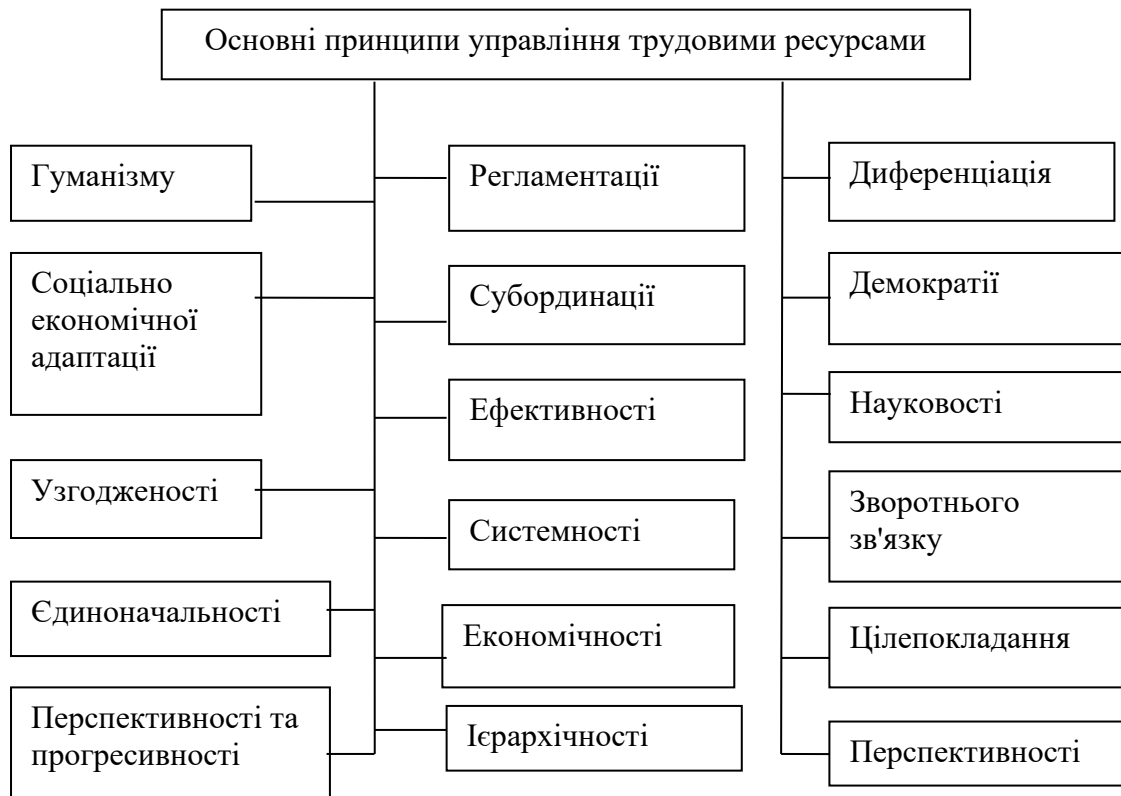 Основні принципи управління трудовими ресурсами
Гуманізму
Соціально
економічної
адаптації
Узгодженості
Єдиноначальності
Перспективності та
прогресивності
Регламентації
Субординації
Ефективності
Системності
Економічності
Ієрархічності
Диференціація
Демократії
Науковості
Зворотнього
зв'язку
Цілепокладання
Перспективності